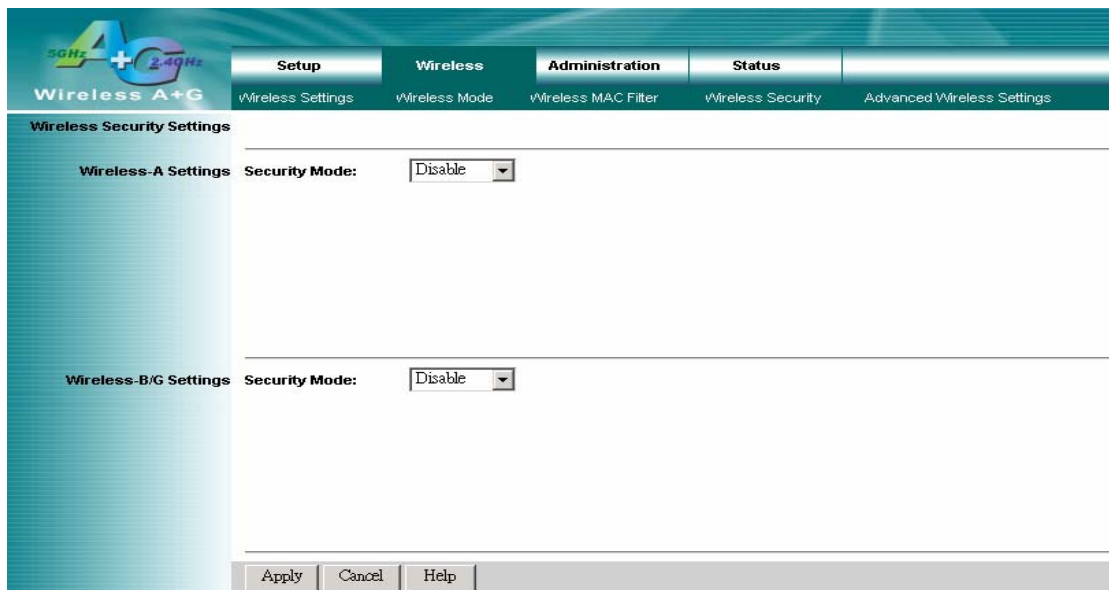 5GHz A+G 2.4GHz
Wireless A+G
Setup Wireless Administration Status
Wireless Settings Wireless Mode Wireless MAC Filter Wireless Security Advanced Wireless Settings
Wireless Security Settings
Wireless-A Settings Security Mode: Disable
Wireless-B/G Settings Security Mode: Disable
Apply Cancel Help